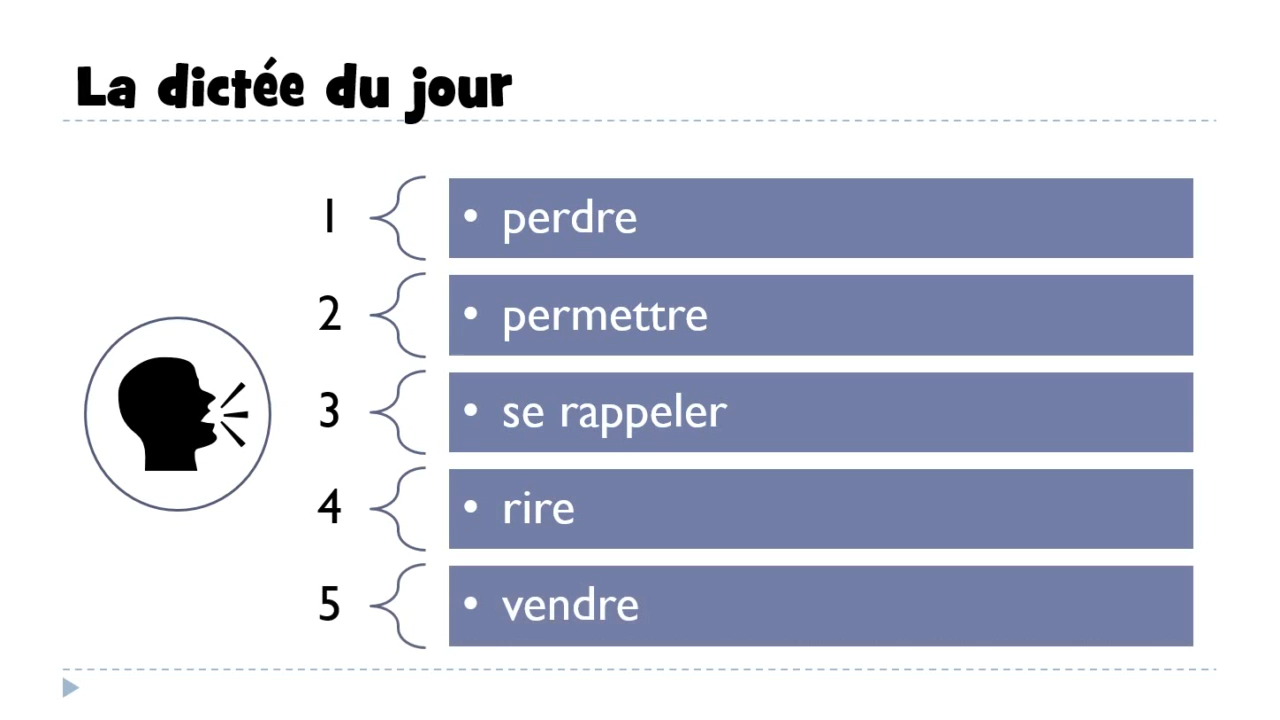 La dictée du jour
1 • perdre
2 • permettre
3 • se rappeler
4 • rire
5 • vendre